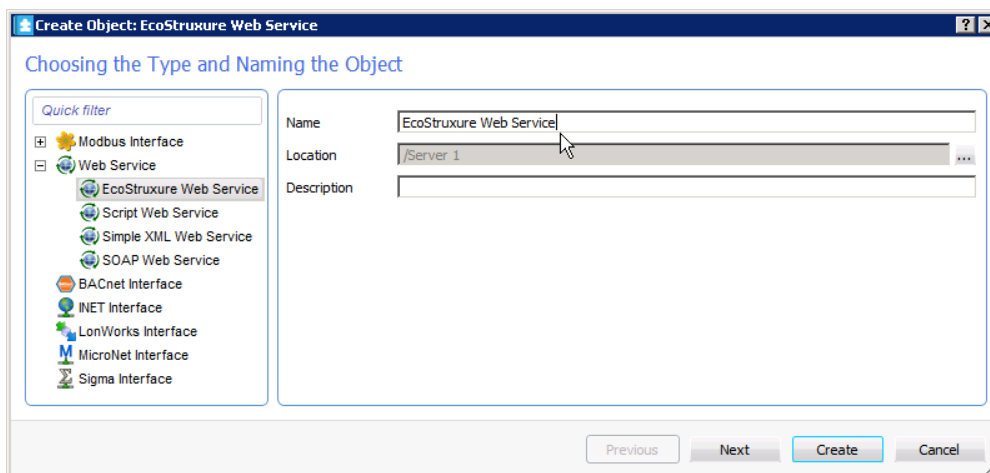 Create Object: EcoStruxure Web Service
Choosing the Type and Naming the Object
Quick filter
Modbus Interface
Web Service
EcoStruxure Web Service
Script Web Service
Simple XML Web Service
SOAP Web Service
BACnet Interface
INET Interface
LonWorks Interface
MicroNet Interface
Sigma Interface
Name EcoStruxure Web Service
Location /Server 1 ...
Description
Previous Next Create Cancel